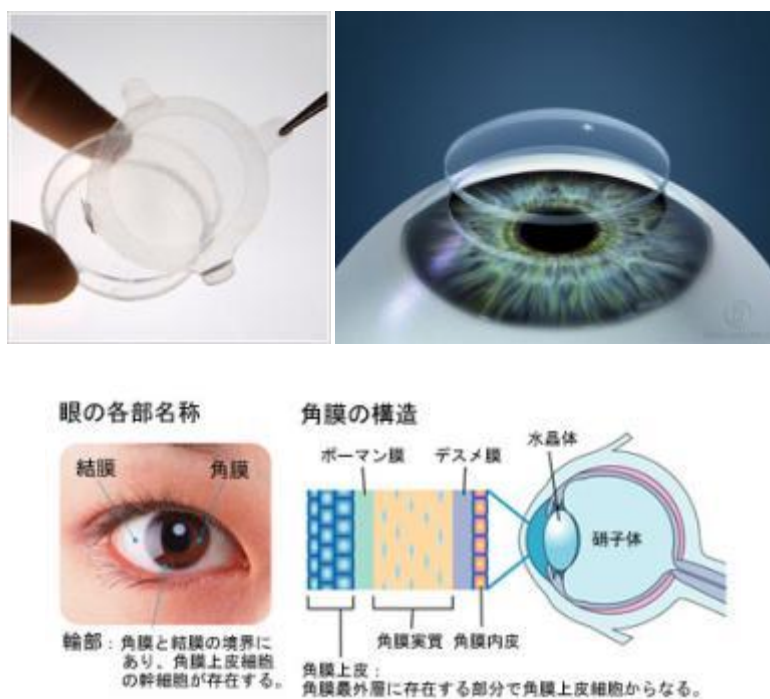 眼の各部名称
結膜
角膜
輪部：角膜と結膜の境界に
あり、角膜上皮細胞
の幹細胞が存在する。
角膜の構造
ボーマン膜
デスメ膜
水晶体
硝子体
角膜実質
角膜内皮
角膜上皮：
角膜最外層に存在する部分で角膜上皮細胞からなる。